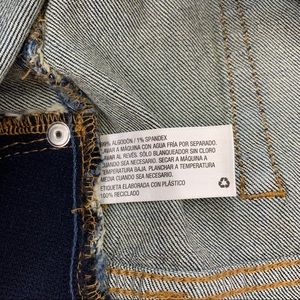 99% ALGODÓN / 1% SPANDEX
LAVAR A MÁQUINA CON AGUA FRÍA POR SEPARADO.
LAVAR AL REVÉS. SÓLO BLANQUEADOR SIN CLORO
CUANDO SEA NECESARIO. SECAR A MÁQUINA A
TEMPERATURA BAJA. PLANCHAR A TEMPERATURA
MEDIA CUANDO SEA NECESARIO.
ETIQUETA ELABORADA CON PLÁSTICO
100% RECICLADO